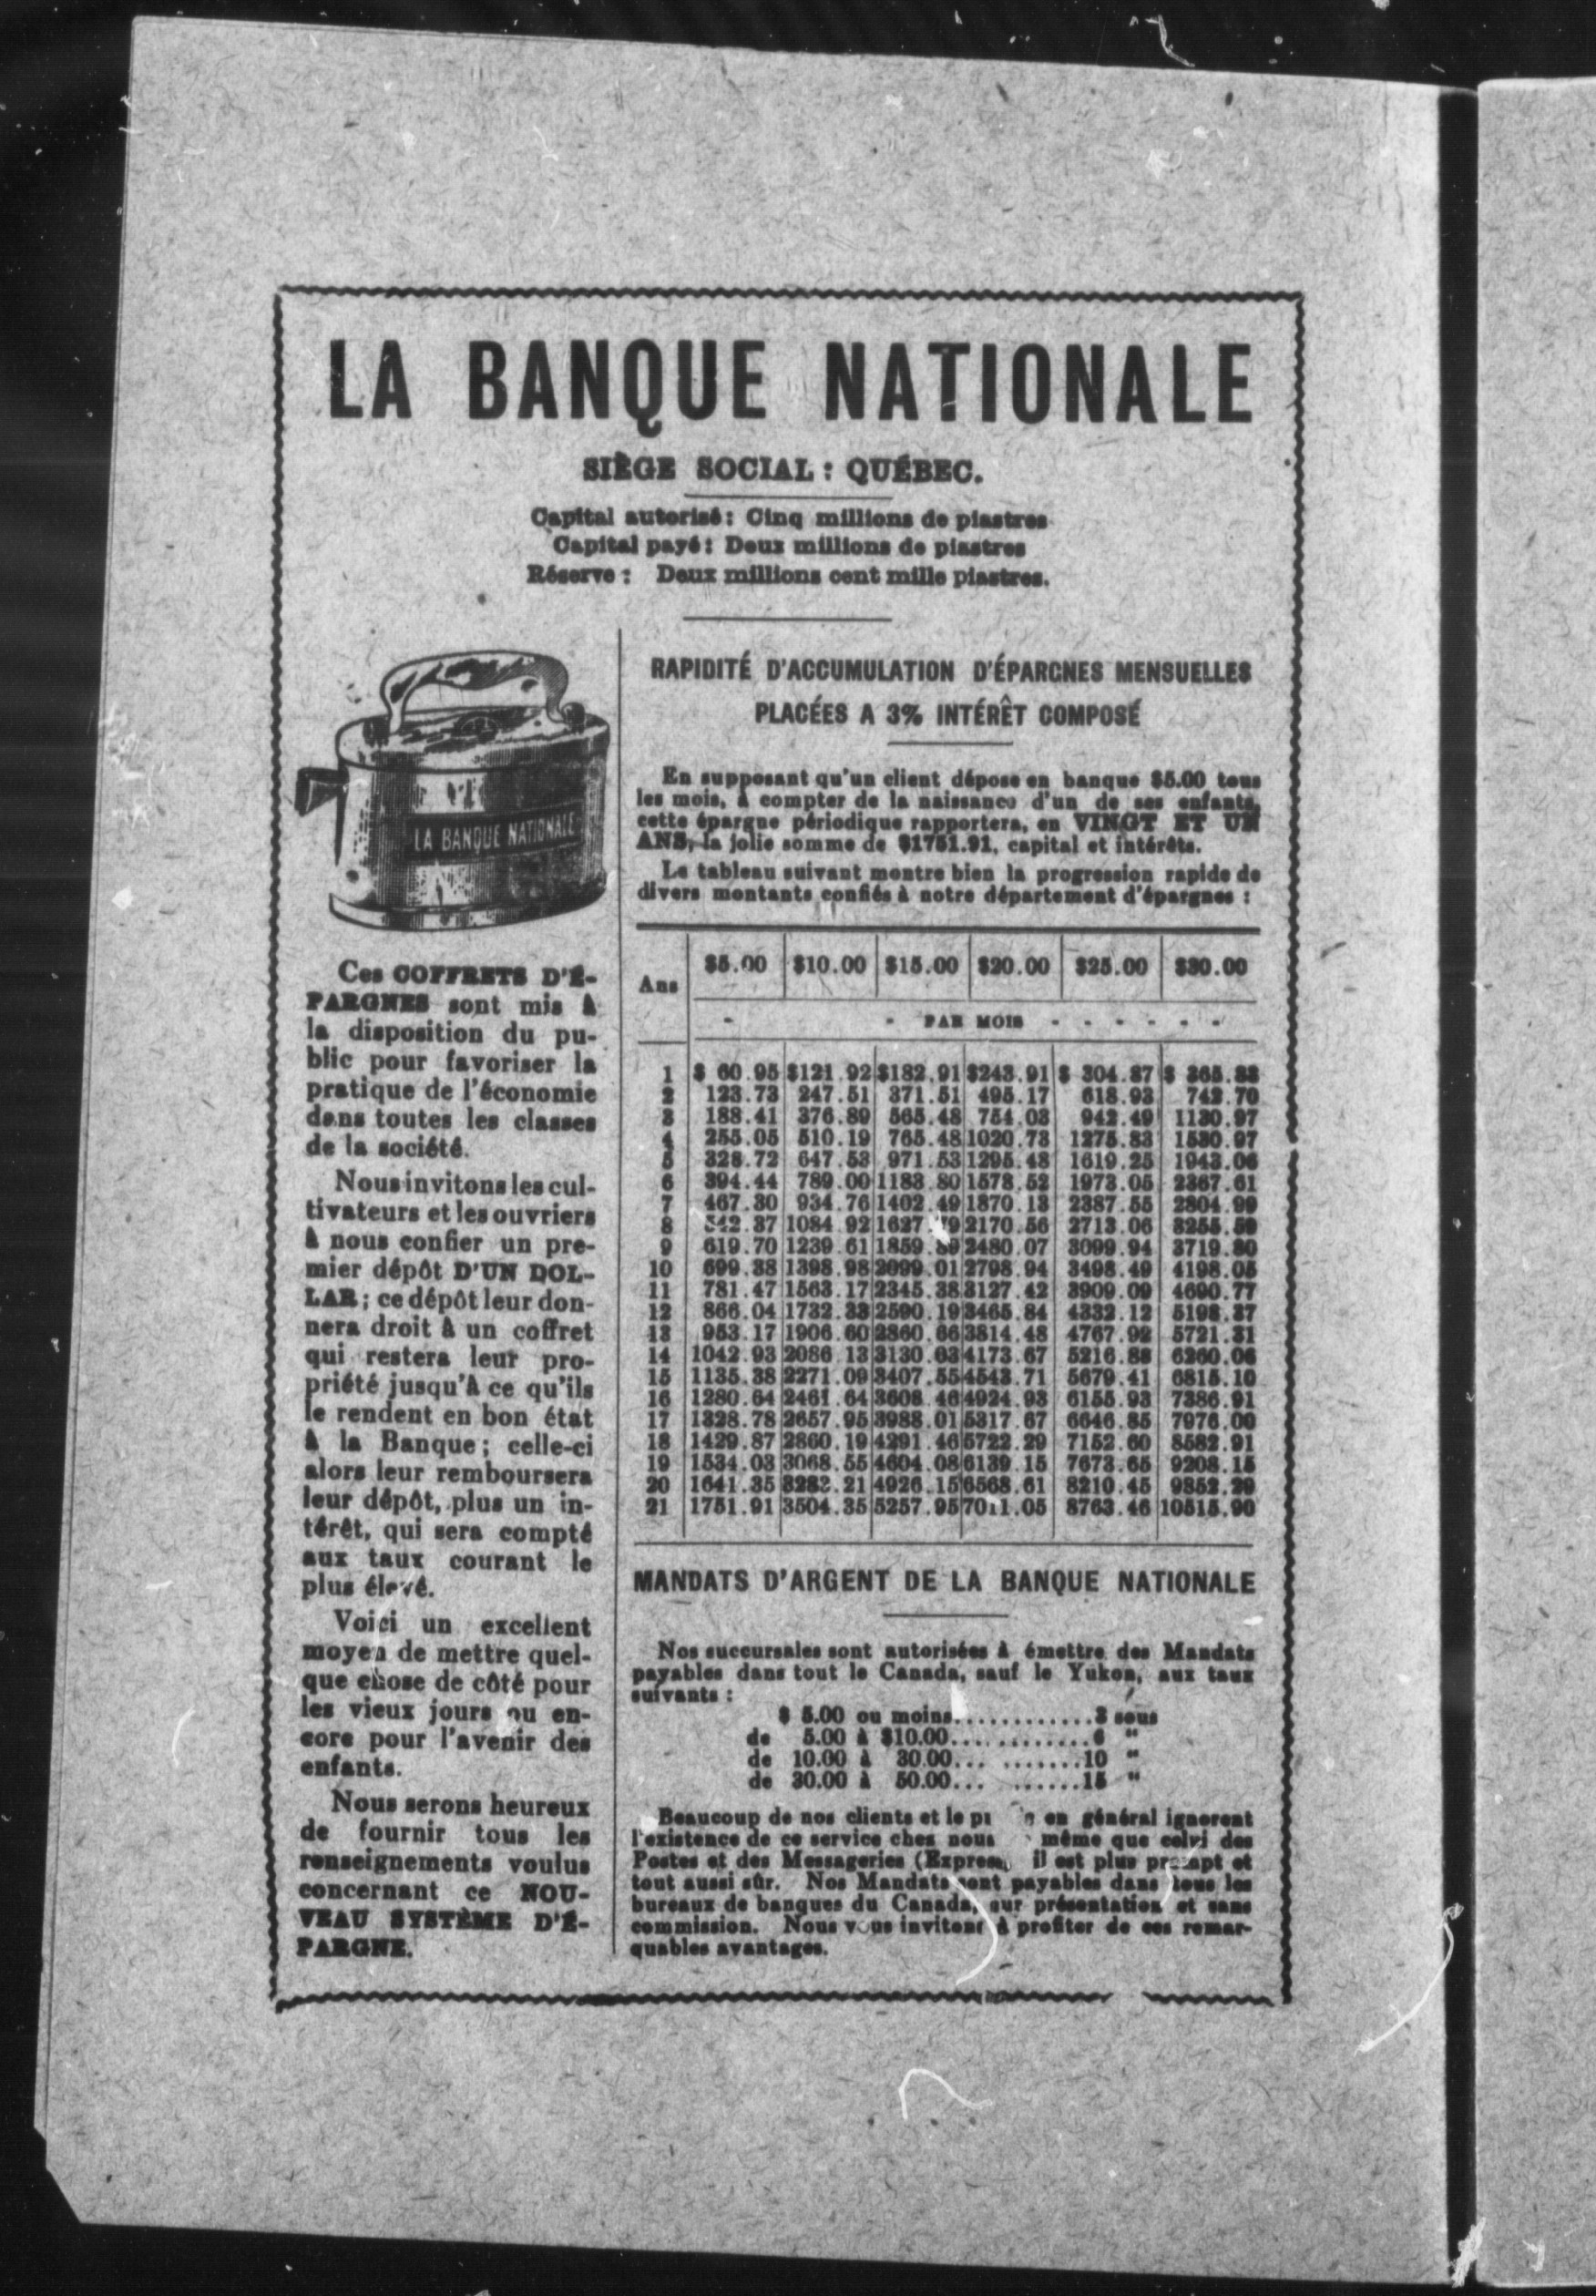 LA BANQUE NATIONALE
SIÈGE SOCIAL : QUÉBEC.
Capital autorisé : Cinq millions de piastres
Capital payé : Deux millions de piastres
Réserve : Deux millions cent mille piastres.
LA BANQUE NATIONALE
Ces COFFRETS D'É-
PARGNES sont mis à
la disposition du pu-
blic pour favoriser la
pratique de l'économie
dans toutes les classes
de la société.
Nous invitons les cul-
tivateurs et les ouvriers
à nous confier un pre-
mier dépôt D'UN DOL-
LAR ; ce dépôt leur don-
nera droit à un coffret
qui restera leur pro-
priété jusqu'à ce qu'ils
le rendent en bon état
à la Banque ; celle-ci
alors leur remboursera
leur dépôt, plus un in-
térêt, qui sera compté
aux taux courant le
plus élevé.
Voici un excellent
moyen de mettre quel-
que chose de côté pour
les vieux jours ou en-
core pour l'avenir des
enfants.
Nous serons heureux
de fournir tous les
renseignements voulus
concernant ce NOU-
VEAU SYSTÈME D'É-
PARGNE.
RAPIDITÉ D'ACCUMULATION D'ÉPARGNES MENSUELLES
PLACÉES A 3% INTÉRÊT COMPOSÉ
En supposant qu'un client dépose en banque $5.00 tous
les mois, à compter de la naissance d'un de ses enfants,
cette épargne périodique rapportera, en VINGT ET UN
ANS, la jolie somme de $1751.91, capital et intérêts.
Le tableau suivant montre bien la progression rapide de
divers montants confiés à notre département d'épargnes :
Ans $5.00 $10.00 $15.00 $20.00 $25.00 $30.00
- - PAR MOIS - - - - - -
1 $ 60.95 $121.92 $182.91 $243.91 $ 304.87 $ 365.88
2 123.73 247.51 371.51 495.17 618.93 742.70
3 188.41 376.89 565.48 754.03 942.49 1130.97
4 255.05 510.19 765.48 1020.73 1275.83 1530.97
5 328.72 647.53 971.53 1295.48 1619.25 1943.06
6 394.44 789.00 1183.80 1578.52 1973.05 2367.61
7 467.30 934.76 1402.49 1870.13 2387.55 2804.99
8 542.37 1084.92 2170.56 2713.06 3255.59
9 619.70 1239.61 1859.89 2480.07 3099.94 3719.80
10 699.38 1398.98 2099.01 2798.94 3498.49 4198.05
11 781.47 1563.17 2345.38 3127.42 3909.09 4690.77
12 866.04 1732.33 2590.19 3465.84 4332.12 5198.37
13 953.17 1906.60 2860.66 3814.48 4767.92 5721.31
14 1042.93 2086.13 3130.03 4173.67 5216.88 6260.06
15 1135.38 2271.09 3407.55 4543.71 5679.41 6815.10
16 1280.64 2461.64 3608.46 4924.93 6155.93 7386.91
17 1328.78 2657.95 3988.01 5317.67 6646.85 7976.00
18 1429.87 2860.19 4291.46 5722.29 7152.60 8582.91
19 1534.03 3068.55 4604.08 6139.15 7673.65 9208.15
20 1641.35 3282.21 4926.15 6568.61 8210.45 9852.29
21 1751.91 3504.35 5257.95 7011.05 8763.46 10515.90
MANDATS D'ARGENT DE LA BANQUE NATIONALE
Nos succursales sont autorisées à émettre des Mandats
payables dans tout le Canada, sauf le Yukon, aux taux
suivants :
$ 5.00 ou moins.............3 sous
de 5.00 à $10.00.............6 "
de 10.00 à 30.00... .......10 "
de 30.00 à 50.00... ......15 "
Beaucoup de nos clients et le en général ignorent
l'existence de ce service chez nous même que celui des
Postes et des Messageries (Express) il est plus prompt et
tout aussi sûr. Nos Mandats sont payables dans tous les
bureaux de banques du Canada, sur présentation et sans
commission. Nous vous invitons à profiter de ces remar-
quables avantages.